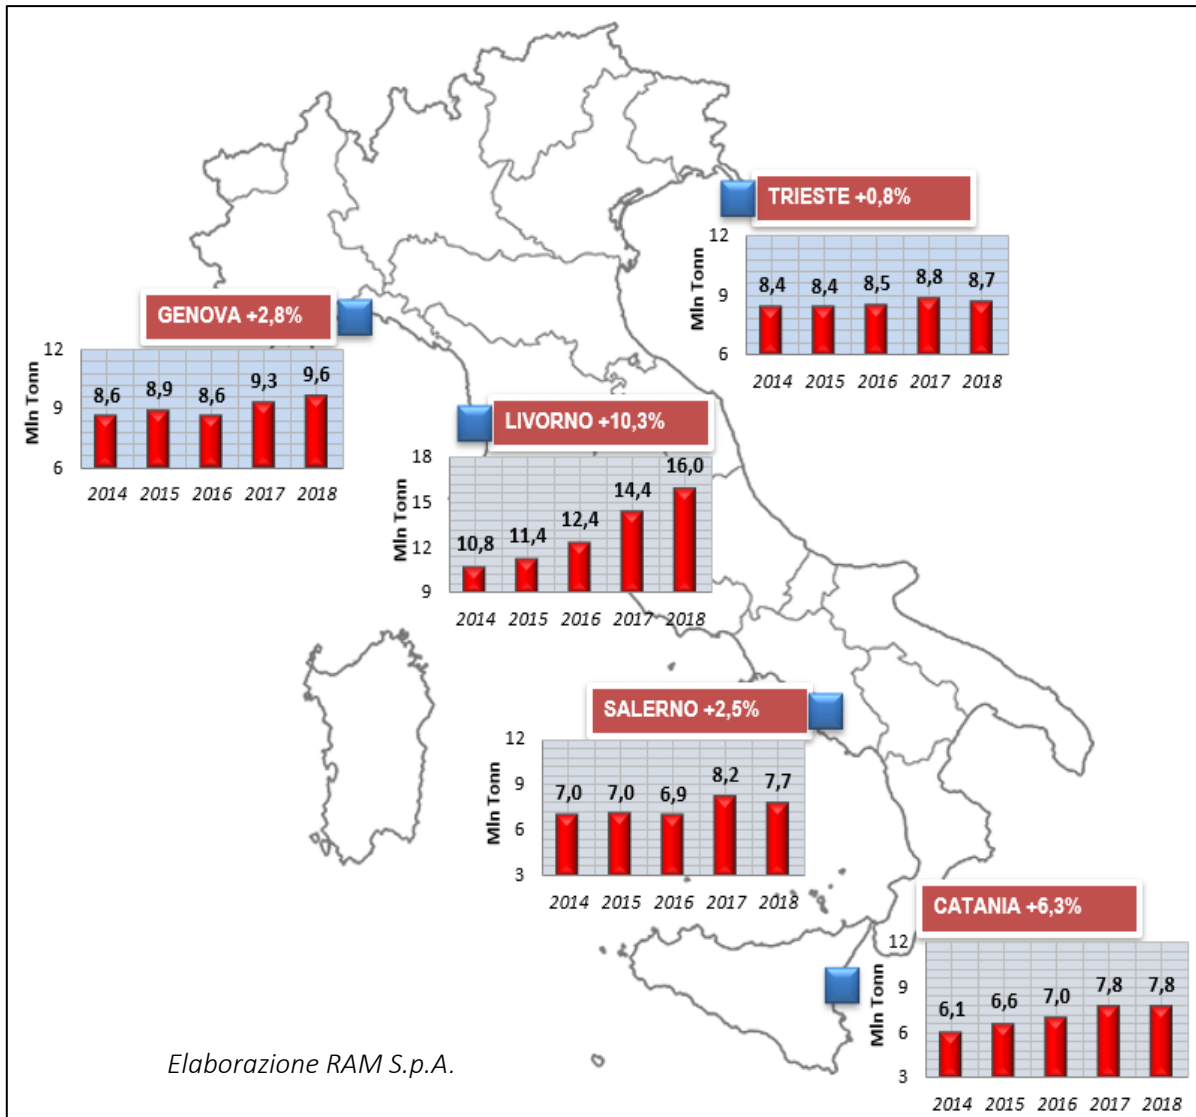 TRIESTE +0,8%
Mln Tonn
12
9
6
8,4 8,4 8,5 8,8 8,7
2014 2015 2016 2017 2018
GENOVA +2,8%
Mln Tonn
12
9
6
8,6 8,9 8,6 9,3 9,6
2014 2015 2016 2017 2018
LIVORNO +10,3%
Mln Tonn
18
15
12
9
10,8 11,4 12,4 14,4 16,0
2014 2015 2016 2017 2018
SALERNO +2,5%
Mln Tonn
12
9
6
3
7,0 7,0 6,9 8,2 7,7
2014 2015 2016 2017 2018
CATANIA +6,3%
Mln Tonn
12
9
6
3
6,1 6,6 7,0 7,8 7,8
2014 2015 2016 2017 2018
Elaborazione RAM S.p.A.